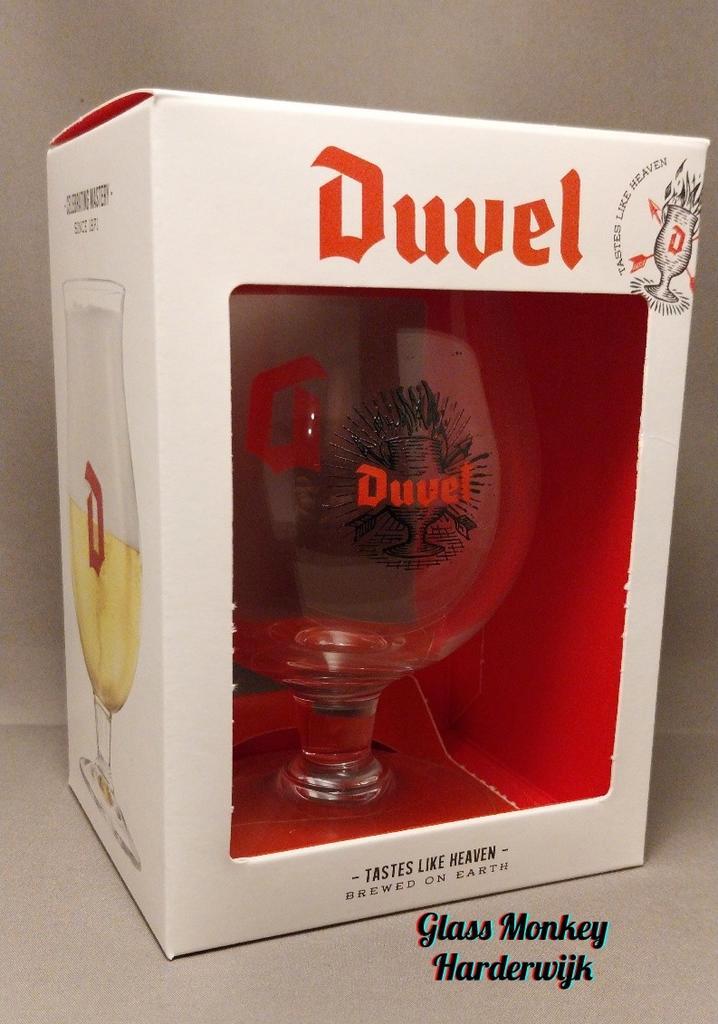 Duvel
TASTES LIKE HEAVEN
D
- CELEBRATING MASTERY -
SINCE 1871
D
D
Duvel
- TASTES LIKE HEAVEN -
BREWED ON EARTH
Glass Monkey
Harderwijk